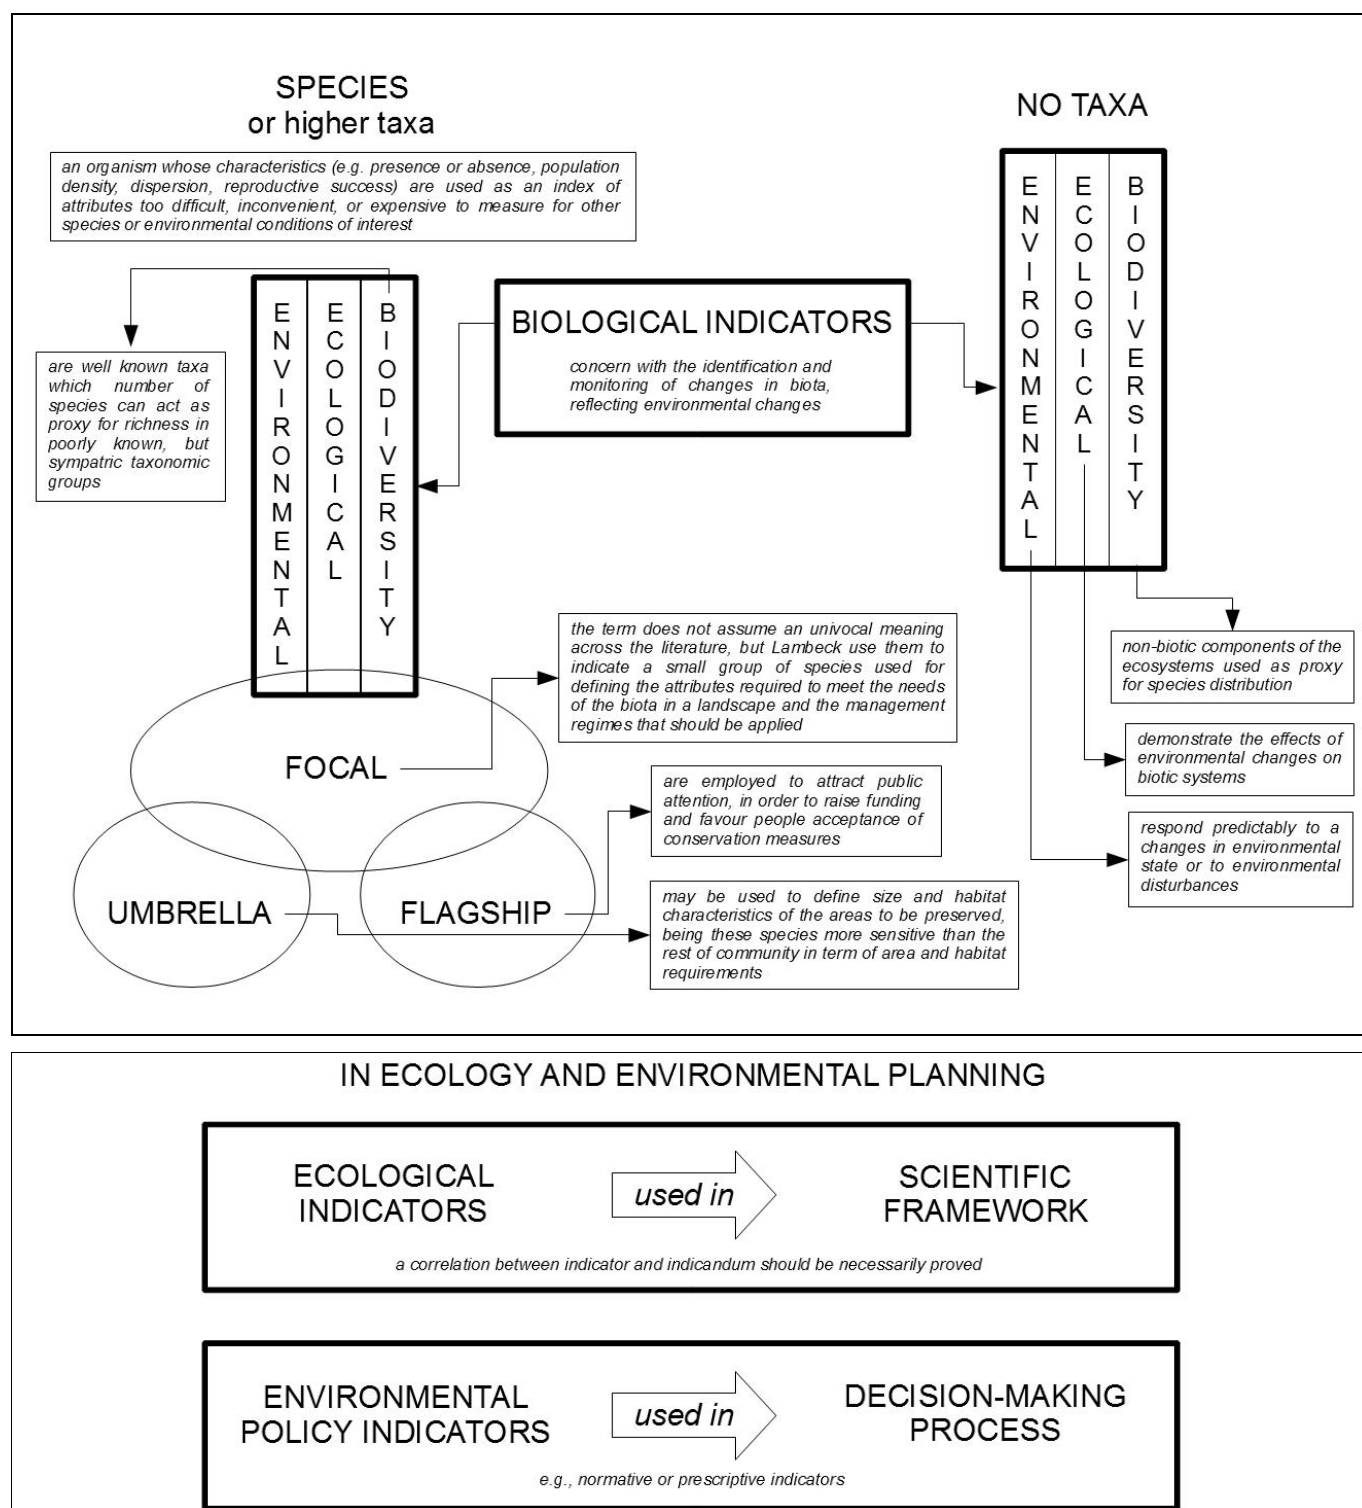 SPECIES
or higher taxa
an organism whose characteristics (e.g. presence or absence, population
density, dispersion, reproductive success) are used as an index of
attributes too difficult, inconvenient, or expensive to measure for other
species or environmental conditions of interest
NO TAXA
ENVIRONMENTAL
ECOLOGICAL
BIODIVERSITY
BIOLOGICAL INDICATORS
concern with the identification and
monitoring of changes in biota,
reflecting environmental changes
ENVIRONMENTAL
ECOLOGICAL
BIODIVERSITY
are well known taxa
which number of
species can act as
proxy for richness in
poorly known, but
sympatric taxonomic
groups
the term does not assume an univocal meaning
across the literature, but Lambeck use them to
indicate a small group of species used for
defining the attributes required to meet the needs
of the biota in a landscape and the management
regimes that should be applied
non-biotic components of the
ecosystems used as proxy
for species distribution
demonstrate the effects of
environmental changes on
biotic systems
respond predictably to a
changes in environmental
state or to environmental
disturbances
FOCAL
are employed to attract public
attention, in order to raise funding
and favour people acceptance of
conservation measures
UMBRELLA
FLAGSHIP
may be used to define size and habitat
characteristics of the areas to be preserved,
being these species more sensitive than the
rest of community in term of area and habitat
requirements
IN ECOLOGY AND ENVIRONMENTAL PLANNING
ECOLOGICAL
INDICATORS
used in
SCIENTIFIC
FRAMEWORK
a correlation between indicator and indicandum should be necessarily proved
ENVIRONMENTAL
POLICY INDICATORS
used in
DECISION-MAKING
PROCESS
e.g., normative or prescriptive indicators